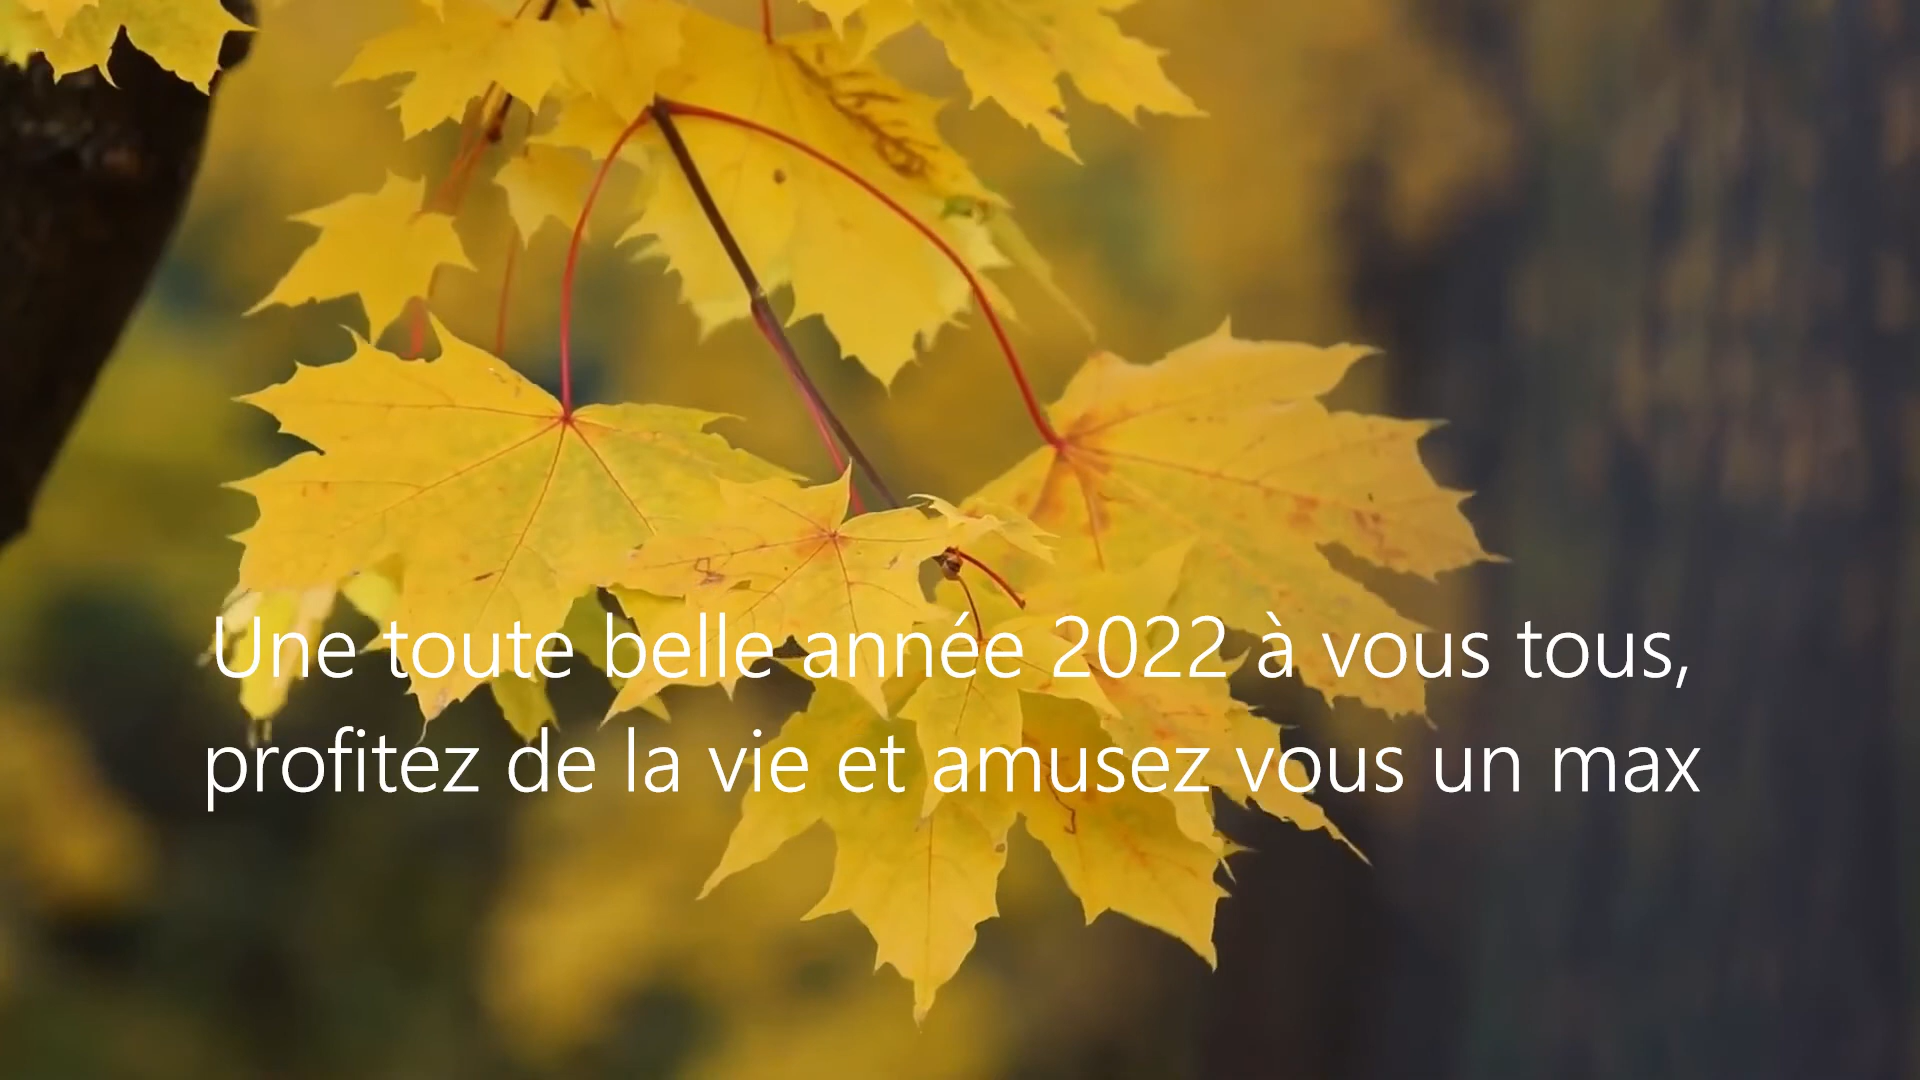 Une toute belle année 2022 à vous tous,
profitez de la vie et amusez vous un max